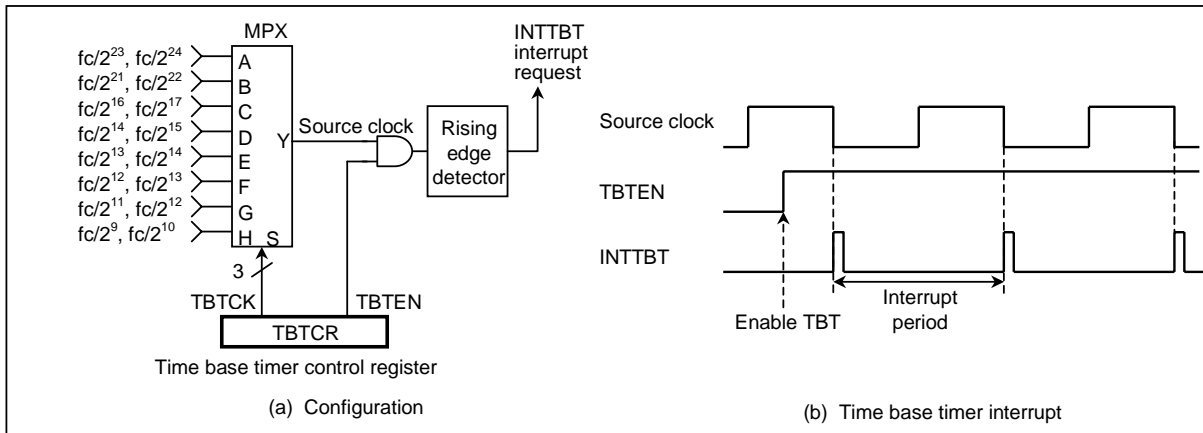 MPX
fc/2²³, fc/2²⁴
fc/2²¹, fc/2²²
fc/2¹⁶, fc/2¹⁷
fc/2¹⁴, fc/2¹⁵
fc/2¹³, fc/2¹⁴
fc/2¹², fc/2¹³
fc/2¹¹, fc/2¹²
fc/2⁹, fc/2¹⁰
A
B
C
D
E
F
G
H S
Y
Source clock
Rising
edge
detector
INTTBT
interrupt
request
3
TBTCK
TBTEN
TBTCR
Time base timer control register
(a) Configuration
Source clock
TBTEN
INTTBT
Enable TBT
Interrupt
period
(b) Time base timer interrupt